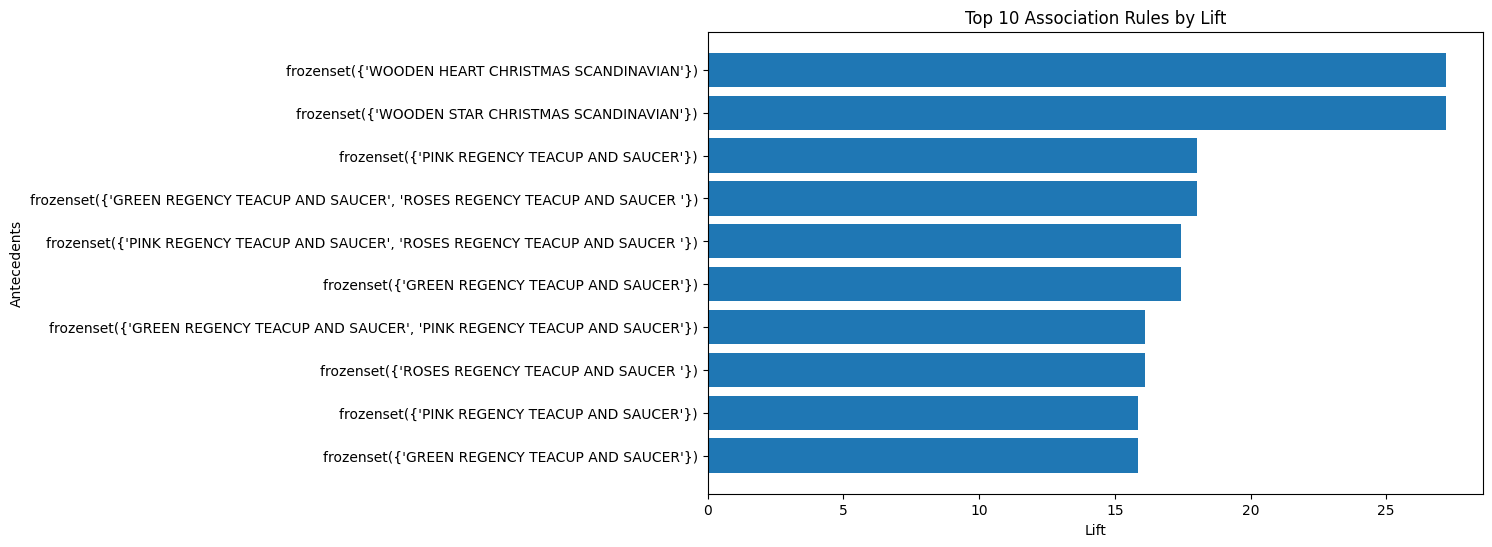 Top 10 Association Rules by Lift
frozenset({'WOODEN HEART CHRISTMAS SCANDINAVIAN'})
frozenset({'WOODEN STAR CHRISTMAS SCANDINAVIAN'})
frozenset({'PINK REGENCY TEACUP AND SAUCER'})
frozenset({'GREEN REGENCY TEACUP AND SAUCER', 'ROSES REGENCY TEACUP AND SAUCER '})
frozenset({'PINK REGENCY TEACUP AND SAUCER', 'ROSES REGENCY TEACUP AND SAUCER '})
frozenset({'GREEN REGENCY TEACUP AND SAUCER'})
frozenset({'GREEN REGENCY TEACUP AND SAUCER', 'PINK REGENCY TEACUP AND SAUCER'})
frozenset({'ROSES REGENCY TEACUP AND SAUCER '})
frozenset({'PINK REGENCY TEACUP AND SAUCER'})
frozenset({'GREEN REGENCY TEACUP AND SAUCER'})
Antecedents
0 5 10 15 20 25
Lift